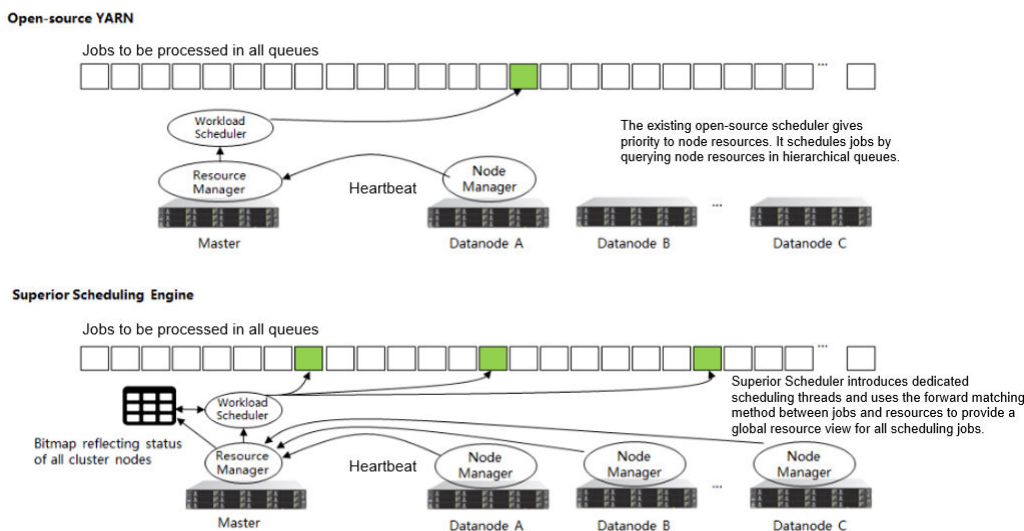 Open-source YARN
Jobs to be processed in all queues
...
Workload
Scheduler
The existing open-source scheduler gives
priority to node resources. It schedules jobs by
querying node resources in hierarchical queues.
Resource
Manager
Heartbeat
Node
Manager
...
Master
Datanode A
Datanode B
Datanode C
Superior Scheduling Engine
Jobs to be processed in all queues
...
Superior Scheduler introduces dedicated
scheduling threads and uses the forward matching
method between jobs and resources to provide a
global resource view for all scheduling jobs.
Workload
Scheduler
Bitmap reflecting status
of all cluster nodes
Resource
Manager
Heartbeat
Node
Manager
Node
Manager
Node
Manager
...
Master
Datanode A
Datanode B
Datanode C